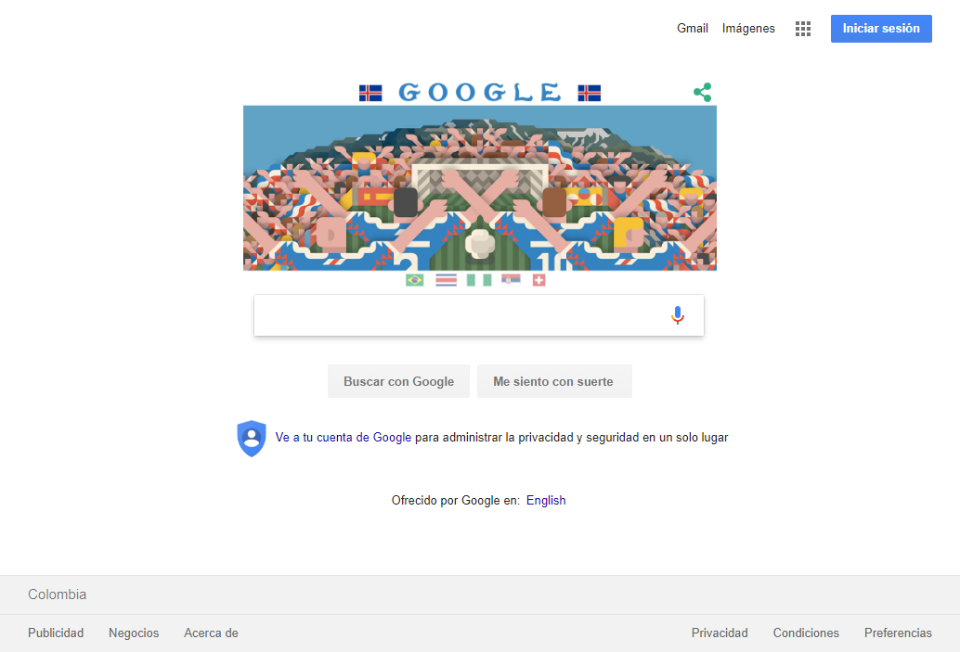 Gmail Imágenes Iniciar sesión
GOOGLE
2 10
Buscar con Google Me siento con suerte
Ve a tu cuenta de Google para administrar la privacidad y seguridad en un solo lugar
Ofrecido por Google en: English
Colombia
Publicidad Negocios Acerca de Privacidad Condiciones Preferencias